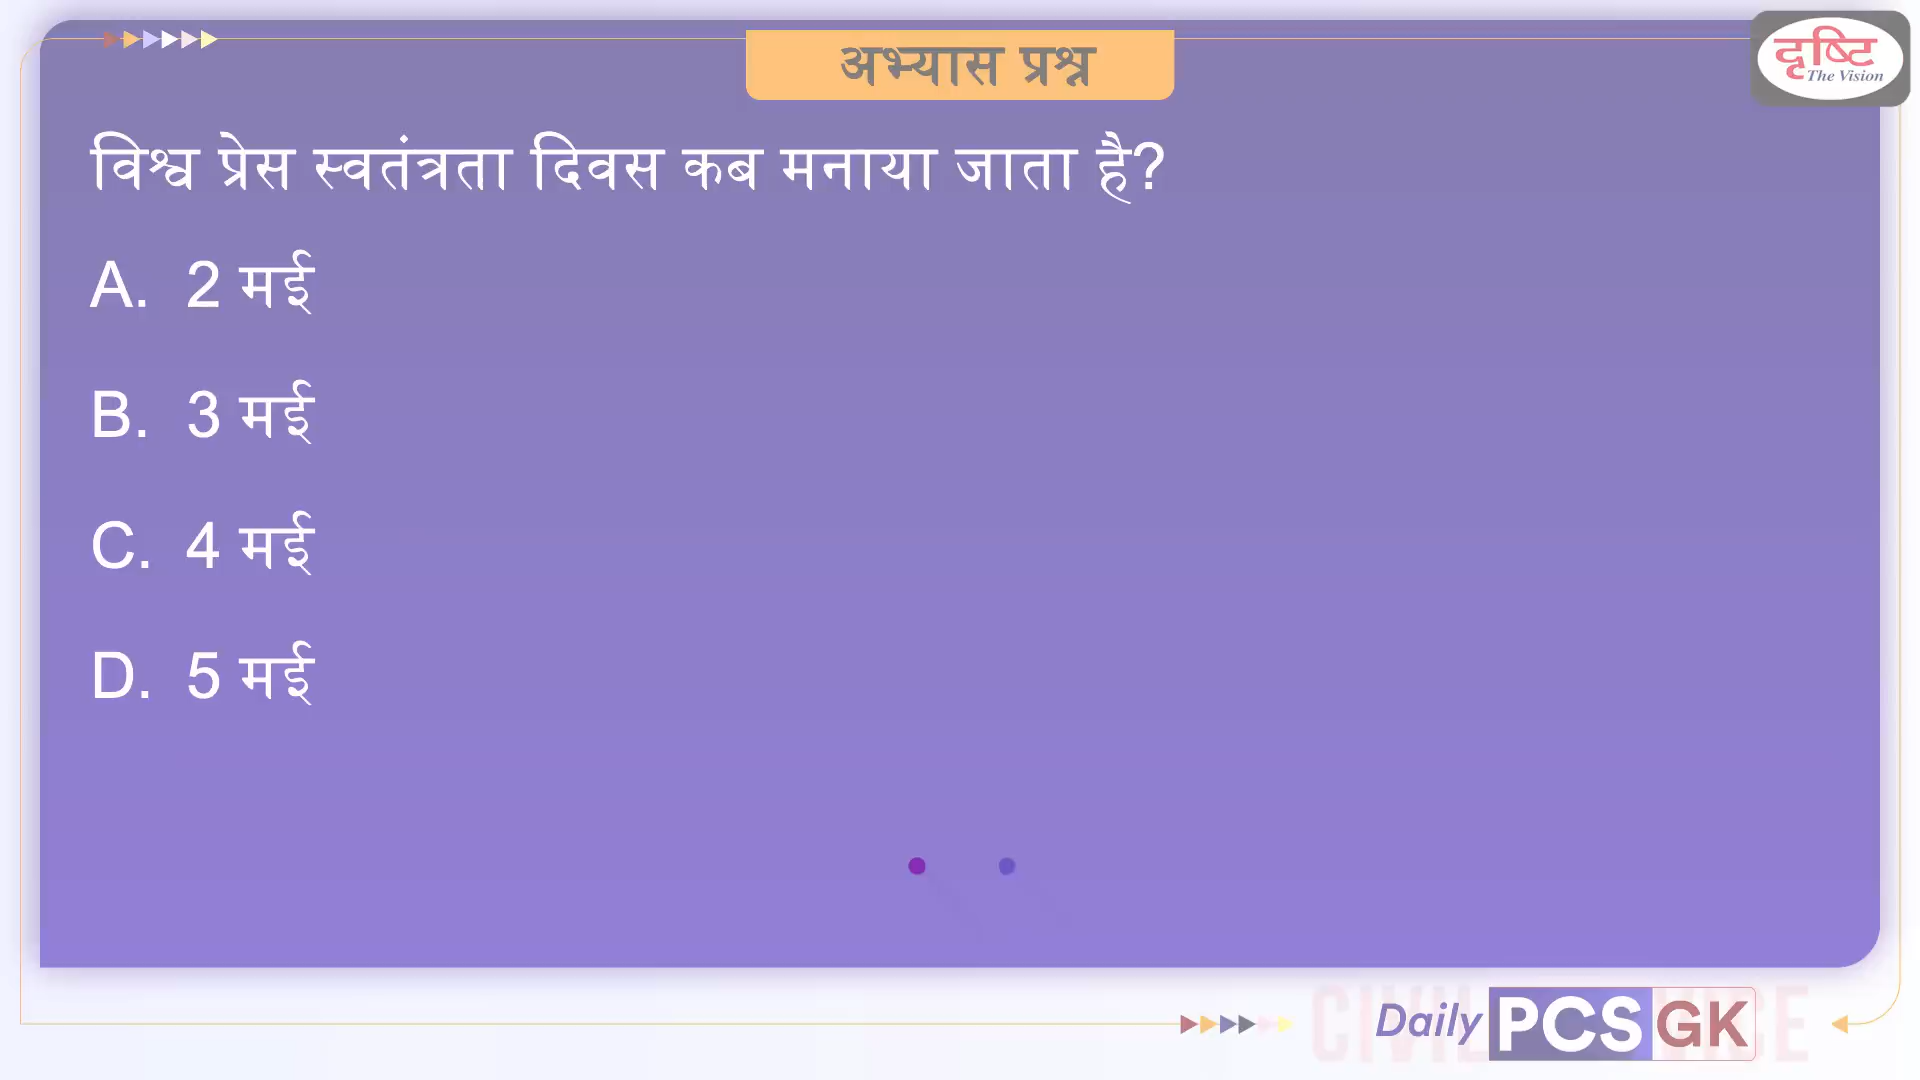 अभ्यास प्रश्न
दृष्टि
The Vision
विश्व प्रेस स्वतंत्रता दिवस कब मनाया जाता है?
A. 2 मई
B. 3 मई
C. 4 मई
D. 5 मई
Daily PCS GK